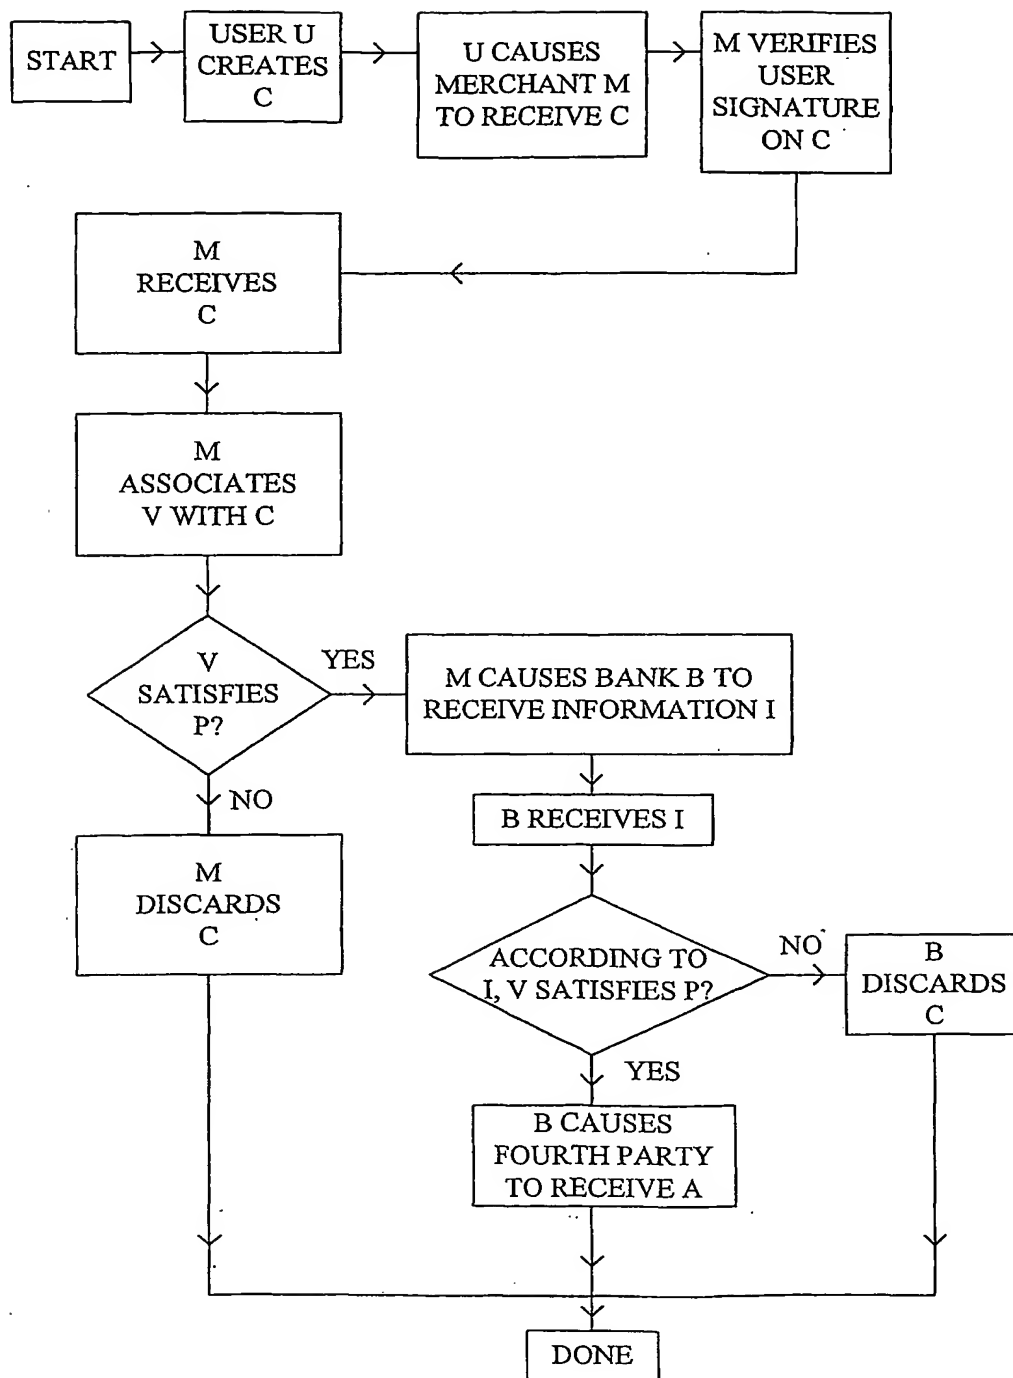 START
USER U
CREATES
C
U CAUSES
MERCHANT M
TO RECEIVE C
M VERIFIES
USER
SIGNATURE
ON C
M
RECEIVES
C
M
ASSOCIATES
V WITH C
V
SATISFIES
P?
YES
NO
M CAUSES BANK B TO
RECEIVE INFORMATION I
B RECEIVES I
M
DISCARDS
C
ACCORDING TO
I, V SATISFIES P?
NO
B
DISCARDS
C
YES
B CAUSES
FOURTH PARTY
TO RECEIVE A
DONE